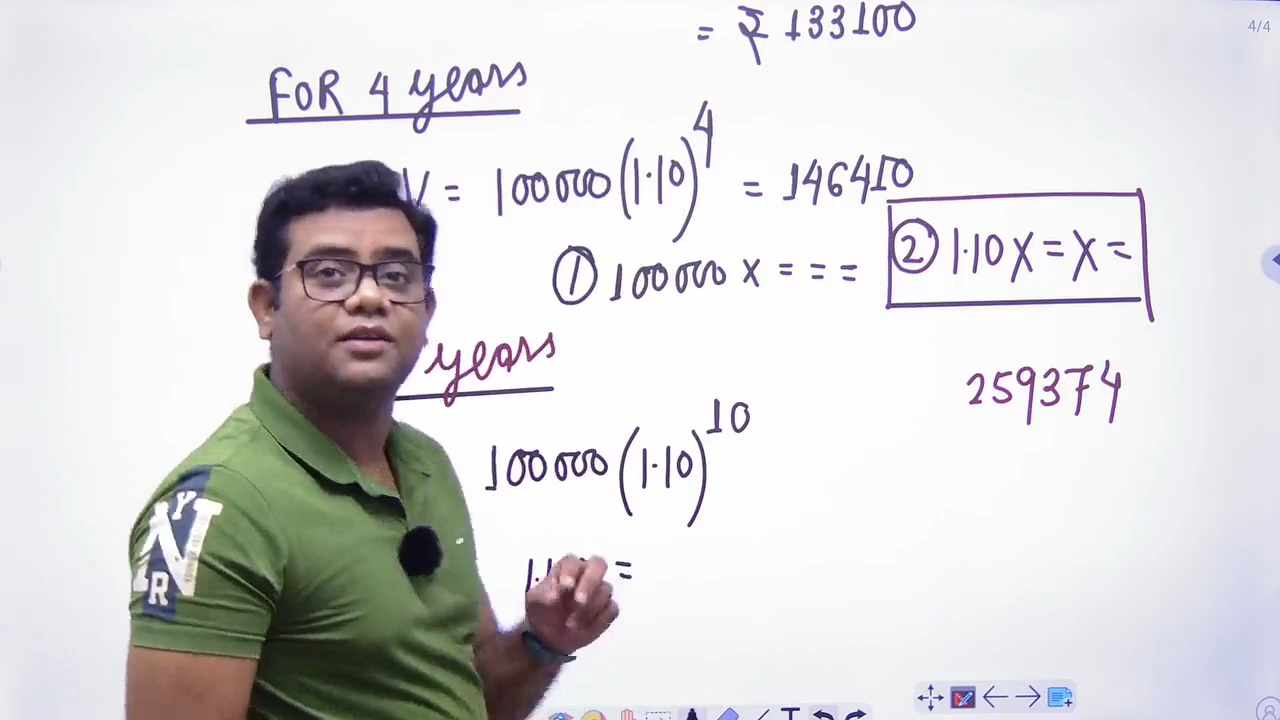 = ₹ 133100
4/4
FOR 4 years
V = 100000 (1.10)^4 = 146410
① 100000 x = = =
② 1.10 X = X =
years
259374
100000 (1.10)^10
=
NY
R